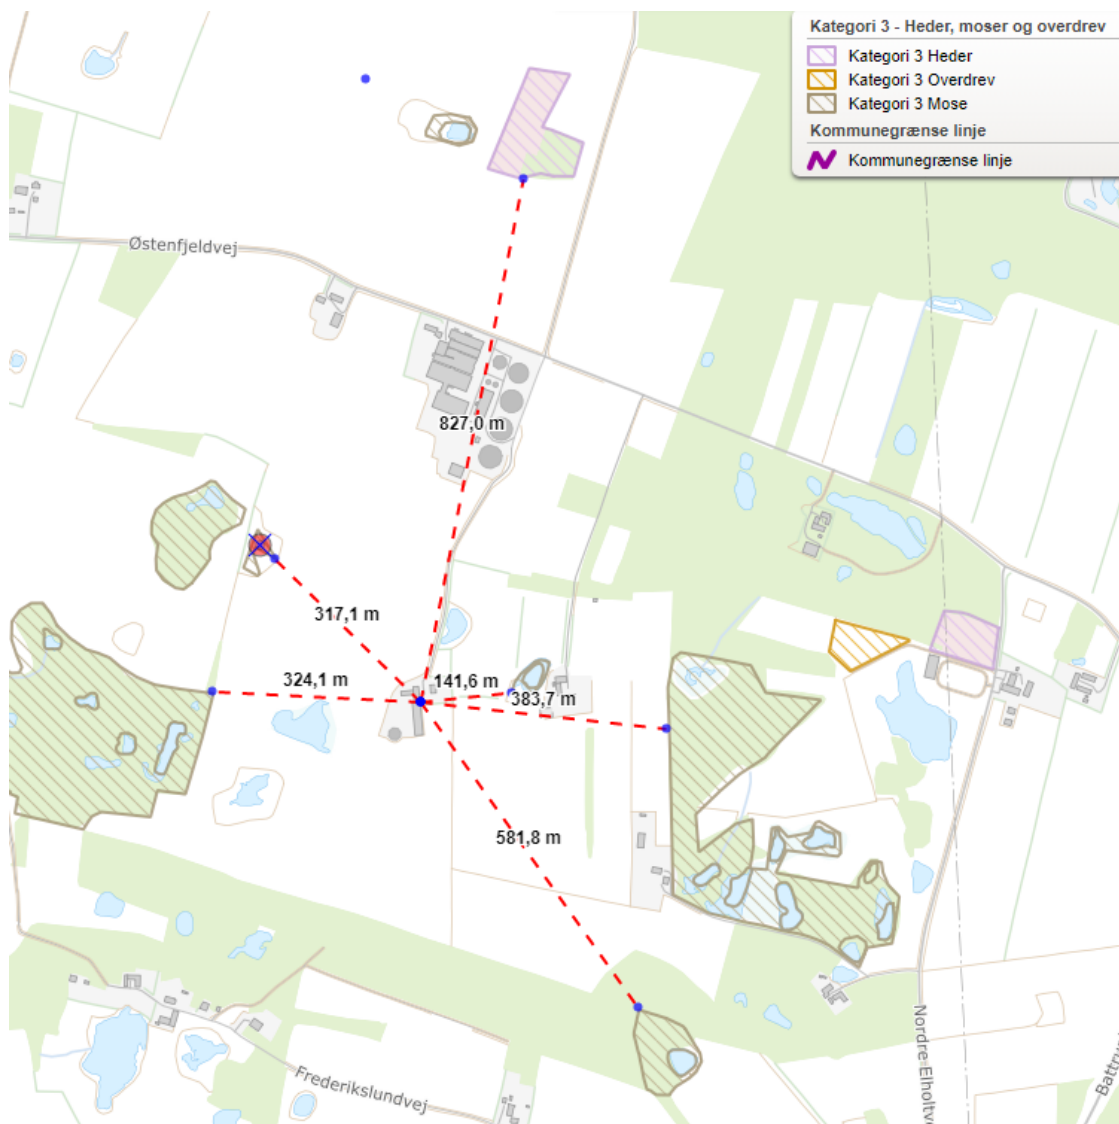 Kategori 3 - Heder, moser og overdrev
Kategori 3 Heder
Kategori 3 Overdrev
Kategori 3 Mose
Kommunegrænse linje
Kommunegrænse linje
Østenfjeldvej
827,0 m
317,1 m
324,1 m
141,6 m
383,7 m
581,8 m
Frederikslundvej
Nordre Elholtv
Battru